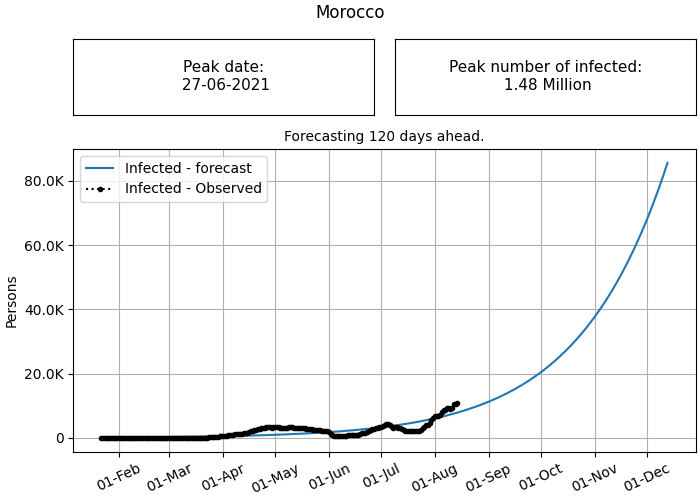 Morocco
Peak date:
27-06-2021
Peak number of infected:
1.48 Million
Forecasting 120 days ahead.
Infected - forecast
Infected - Observed
Persons
80.0K
60.0K
40.0K
20.0K
0
01-Feb
01-Mar
01-Apr
01-May
01-Jun
01-Jul
01-Aug
01-Sep
01-Oct
01-Nov
01-Dec